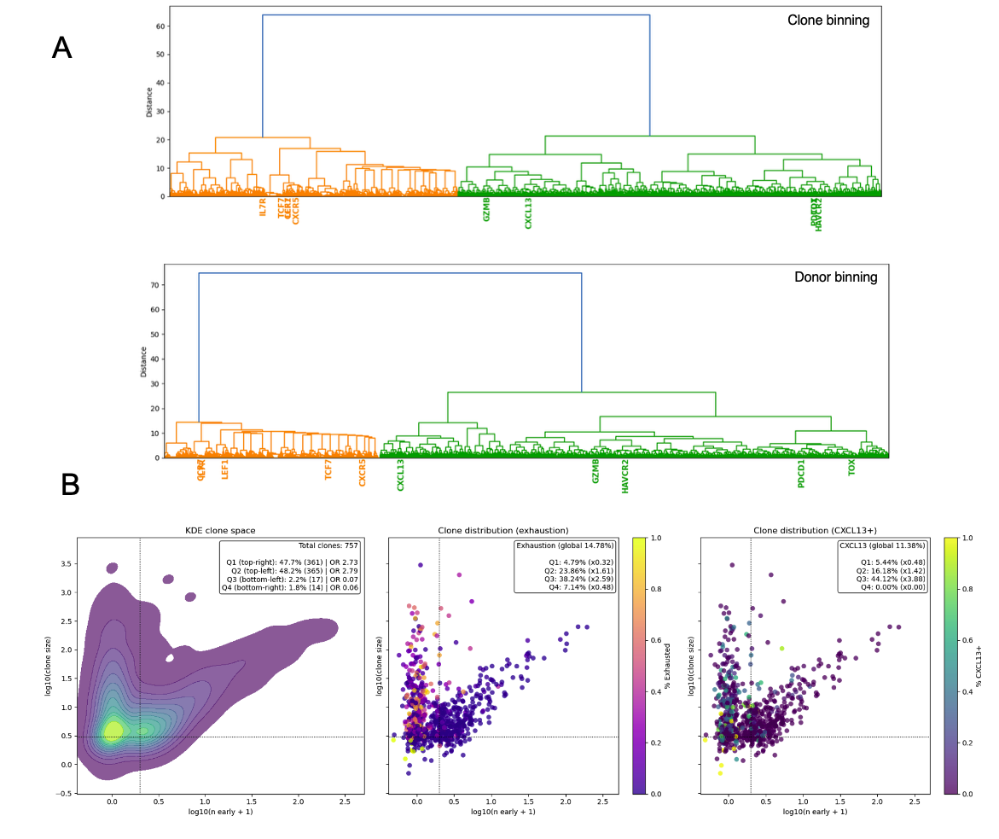 A
Clone binning
Distance
60
50
40
30
20
10
0
IL7R
TCF7
CXCR5
GZMB
CXCL13
HAVCR2
Donor binning
Distance
70
60
50
40
30
20
10
0
LEF1
TCF7
CXCR5
CXCL13
GZMB
HAVCR2
PDCD1
TOX
B
KDE clone space
Total clones: 757
Q1 (top-right): 47.7% (361) | OR 2.73
Q2 (top-left): 48.2% (365) | OR 2.79
Q3 (bottom-left): 2.2% (17) | OR 0.07
Q4 (bottom-right): 1.8% (14) | OR 0.06
log10(clone size)
3.5
3.0
2.5
2.0
1.5
1.0
0.5
0.0
−0.5
0.0 0.5 1.0 1.5 2.0 2.5
log10(n early + 1)
Clone distribution (exhaustion)
Exhaustion (global 14.78%)
Q1: 4.79% (x0.32)
Q2: 23.86% (x1.61)
Q3: 38.24% (x2.59)
Q4: 7.14% (x0.48)
log10(clone size)
0.0 0.5 1.0 1.5 2.0 2.5
log10(n early + 1)
1.0
0.8
0.6
0.4
0.2
0.0
% Exhausted
Clone distribution (CXCL13+)
CXCL13 (global 11.38%)
Q1: 5.44% (x0.48)
Q2: 16.18% (x1.42)
Q3: 44.12% (x3.88)
Q4: 0.00% (x0.00)
log10(clone size)
0.0 0.5 1.0 1.5 2.0 2.5
log10(n early + 1)
1.0
0.8
0.6
0.4
0.2
0.0
% CXCL13+